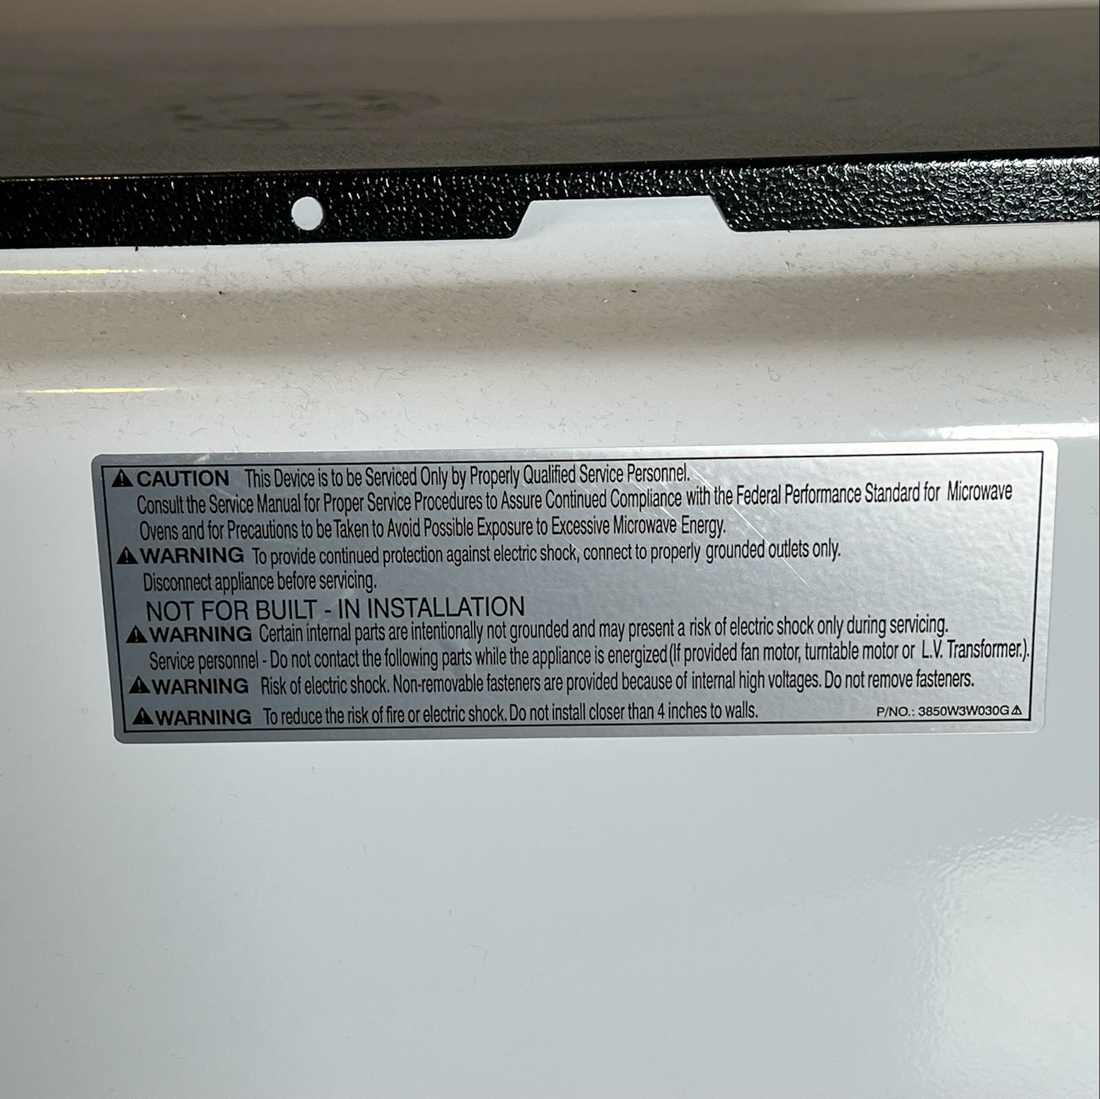 ⚠ CAUTION This Device is to be Serviced Only by Properly Qualified Service Personnel.
Consult the Service Manual for Proper Service Procedures to Assure Continued Compliance with the Federal Performance Standard for Microwave
Ovens and for Precautions to be Taken to Avoid Possible Exposure to Excessive Microwave Energy.
⚠ WARNING To provide continued protection against electric shock, connect to properly grounded outlets only.
Disconnect appliance before servicing.
NOT FOR BUILT - IN INSTALLATION
⚠ WARNING Certain internal parts are intentionally not grounded and may present a risk of electric shock only during servicing.
Service personnel - Do not contact the following parts while the appliance is energized (If provided fan motor, turntable motor or L.V. Transformer.).
⚠ WARNING Risk of electric shock. Non-removable fasteners are provided because of internal high voltages. Do not remove fasteners.
⚠ WARNING To reduce the risk of fire or electric shock. Do not install closer than 4 inches to walls. P/NO.: 3850W3W030G ⚠